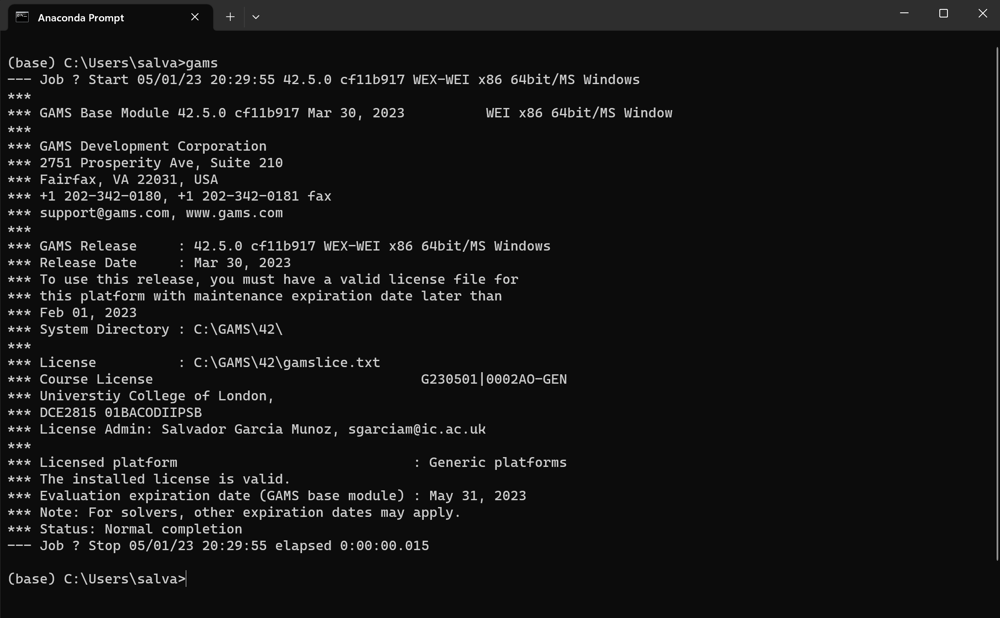 Anaconda Prompt
(base) C:\Users\salva>gams
--- Job ? Start 05/01/23 20:29:55 42.5.0 cf11b917 WEX-WEI x86 64bit/MS Windows
***
*** GAMS Base Module 42.5.0 cf11b917 Mar 30, 2023          WEI x86 64bit/MS Window
***
*** GAMS Development Corporation
*** 2751 Prosperity Ave, Suite 210
*** Fairfax, VA 22031, USA
*** +1 202-342-0180, +1 202-342-0181 fax
*** support@gams.com, www.gams.com
***
*** GAMS Release     : 42.5.0 cf11b917 WEX-WEI x86 64bit/MS Windows
*** Release Date     : Mar 30, 2023
*** To use this release, you must have a valid license file for
*** this platform with maintenance expiration date later than
*** Feb 01, 2023
*** System Directory : C:\GAMS\42\
***
*** License          : C:\GAMS\42\gamslice.txt
*** Course License                                 G230501|0002AO-GEN
*** Universtiy College of London,
*** DCE2815 01BACODIIPSB
*** License Admin: Salvador Garcia Munoz, sgarciam@ic.ac.uk
***
*** Licensed platform                             : Generic platforms
*** The installed license is valid.
*** Evaluation expiration date (GAMS base module) : May 31, 2023
*** Note: For solvers, other expiration dates may apply.
*** Status: Normal completion
--- Job ? Stop 05/01/23 20:29:55 elapsed 0:00:00.015
(base) C:\Users\salva>